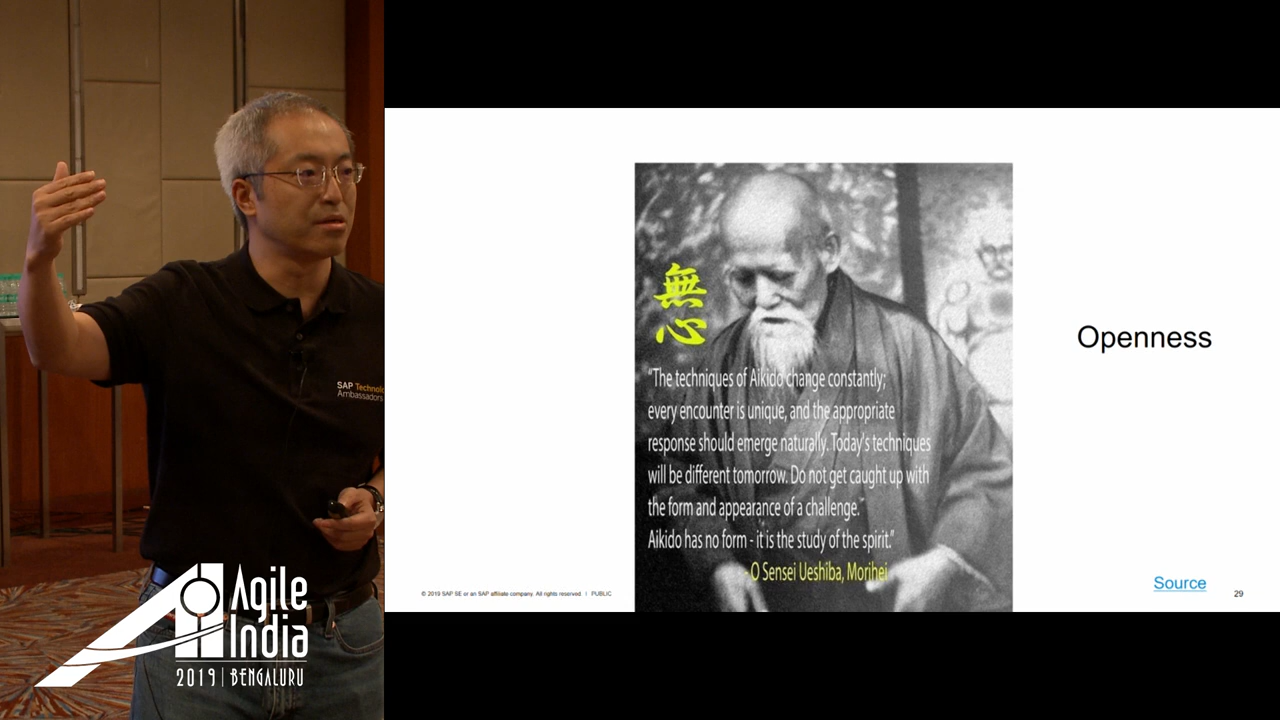 SAP Technolo
Ambassadors
Agile
India
2019 | BENGALURU
無
心
"The techniques of Aikido change constantly;
every encounter is unique, and the appropriate
response should emerge naturally. Today's techniques
will be different tomorrow. Do not get caught up with
the form and appearance of a challenge.
Aikido has no form - it is the study of the spirit."
- O Sensei Ueshiba, Morihei
Openness
Source
© 2019 SAP SE or an SAP affiliate company. All rights reserved. | PUBLIC
29